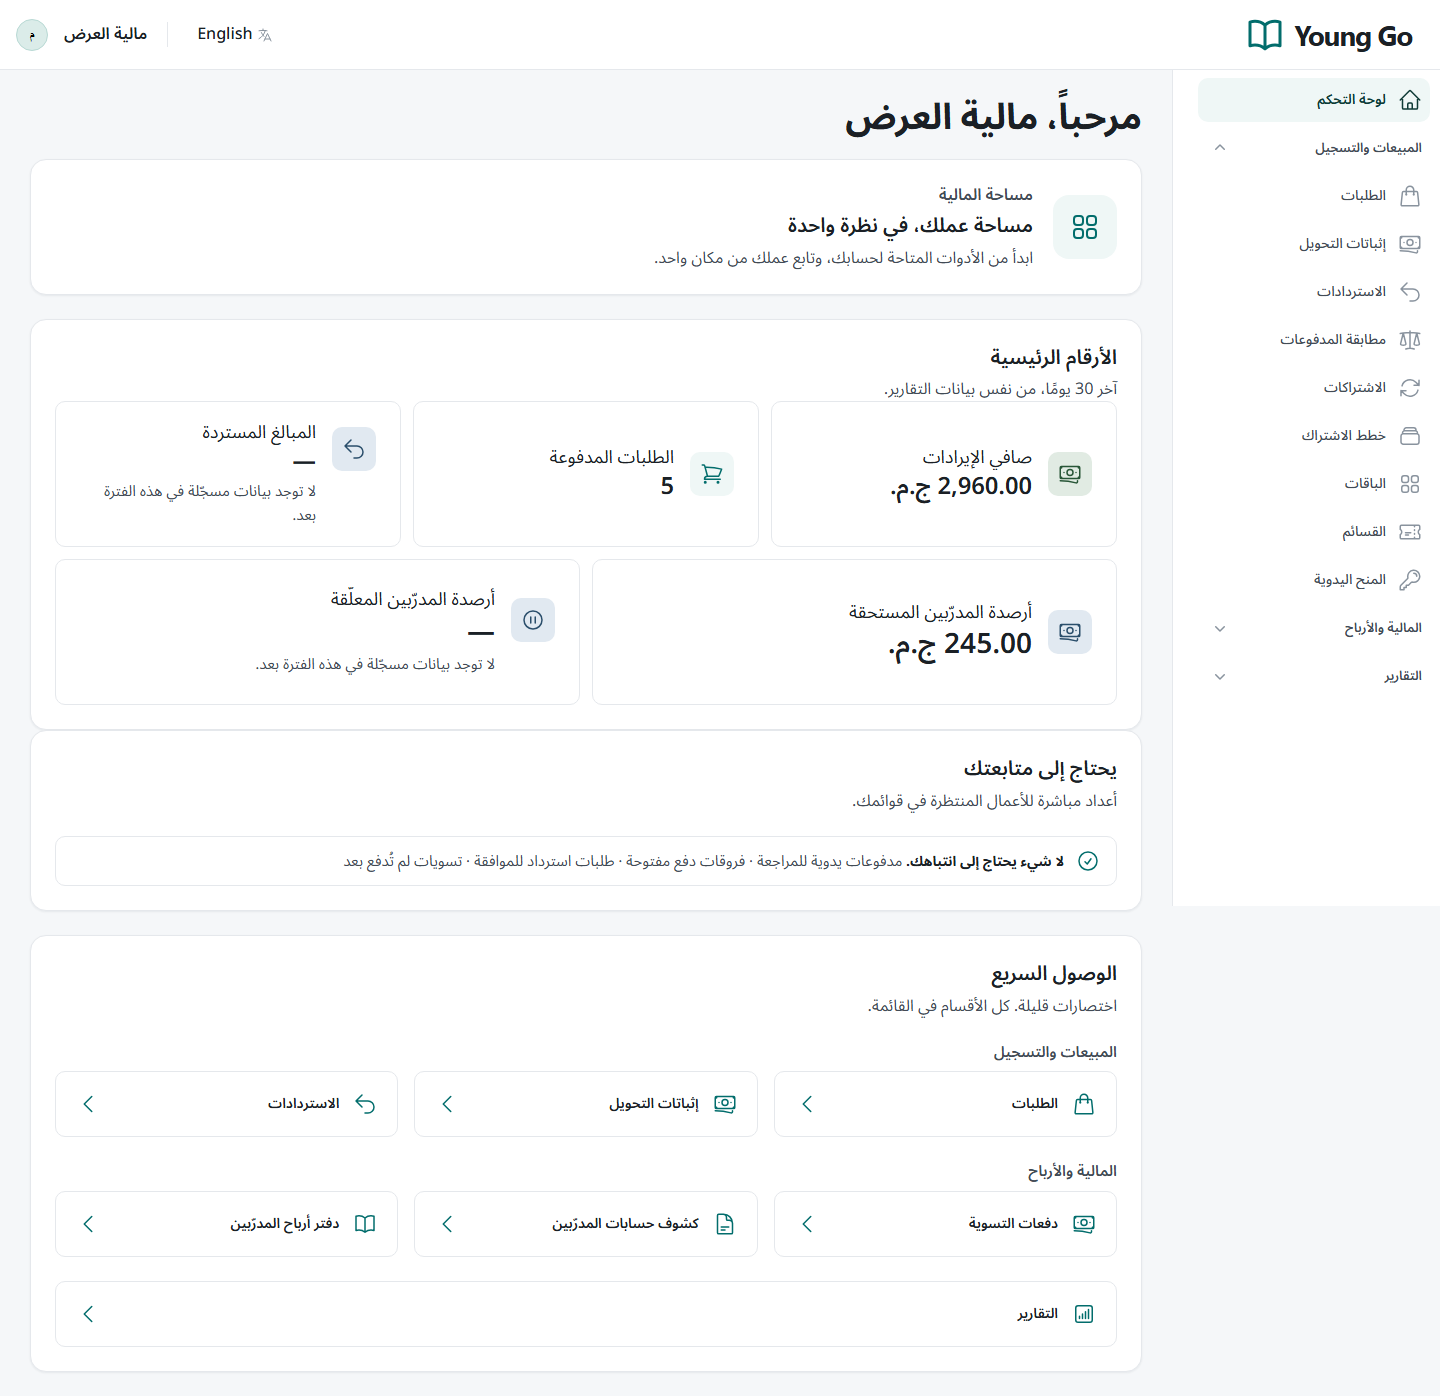 Young Go
English
مالية العرض
م
لوحة التحكم
المبيعات والتسجيل
الطلبات
إثباتات التحويل
الاستردادات
مطابقة المدفوعات
الاشتراكات
خطط الاشتراك
الباقات
القسائم
المنح اليدوية
المالية والأرباح
التقارير
مرحباً، مالية العرض
مساحة المالية
مساحة عملك، في نظرة واحدة
ابدأ من الأدوات المتاحة لحسابك، وتابع عملك من مكان واحد.
الأرقام الرئيسية
آخر 30 يومًا، من نفس بيانات التقارير.
صافي الإيرادات
2,960.00 ج.م.
الطلبات المدفوعة
5
المبالغ المستردة
—
لا توجد بيانات مسجّلة في هذه الفترة
بعد.
أرصدة المدرّبين المستحقة
245.00 ج.م.
أرصدة المدرّبين المعلّقة
—
لا توجد بيانات مسجّلة في هذه الفترة بعد.
يحتاج إلى متابعتك
أعداد مباشرة للأعمال المنتظرة في قوائمك.
لا شيء يحتاج إلى انتباهك. مدفوعات يدوية للمراجعة · فروقات دفع مفتوحة · طلبات استرداد للموافقة · تسويات لم تُدفع بعد
الوصول السريع
اختصارات قليلة. كل الأقسام في القائمة.
المبيعات والتسجيل
الطلبات
إثباتات التحويل
الاستردادات
المالية والأرباح
دفعات التسوية
كشوف حسابات المدرّبين
دفتر أرباح المدرّبين
التقارير